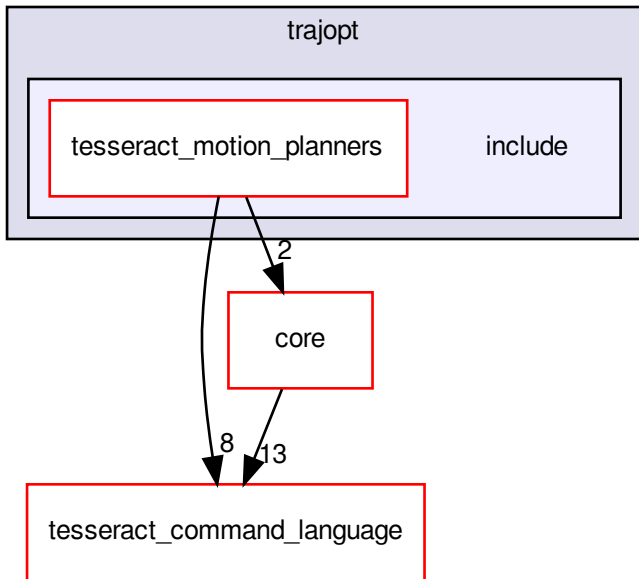 trajopt
tesseract_motion_planners
include
2
core
8
13
tesseract_command_language